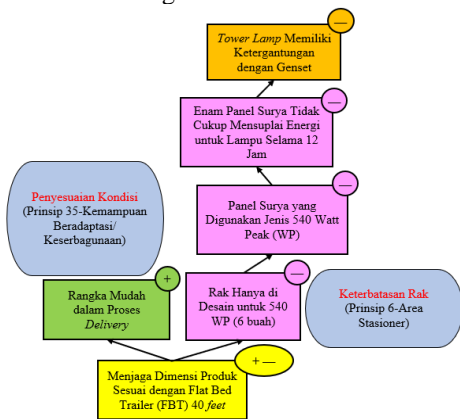 Tower Lamp Memiliki
Ketergantungan
dengan Genset
—
Enam Panel Surya Tidak
Cukup Mensuplai Energi
untuk Lampu Selama 12
Jam
—
Penyesuaian Kondisi
(Prinsip 35-Kemampuan
Beradaptasi/
Keserbagunaan)
Panel Surya yang
Digunakan Jenis 540 Watt
Peak (WP)
—
Rangka Mudah
dalam Proses
Delivery
+
Rak Hanya di
Desain untuk 540
WP (6 buah)
—
Keterbatasan Rak
(Prinsip 6-Area
Stasioner)
Menjaga Dimensi Produk
Sesuai dengan Flat Bed
Trailer (FBT) 40 feet
+ —